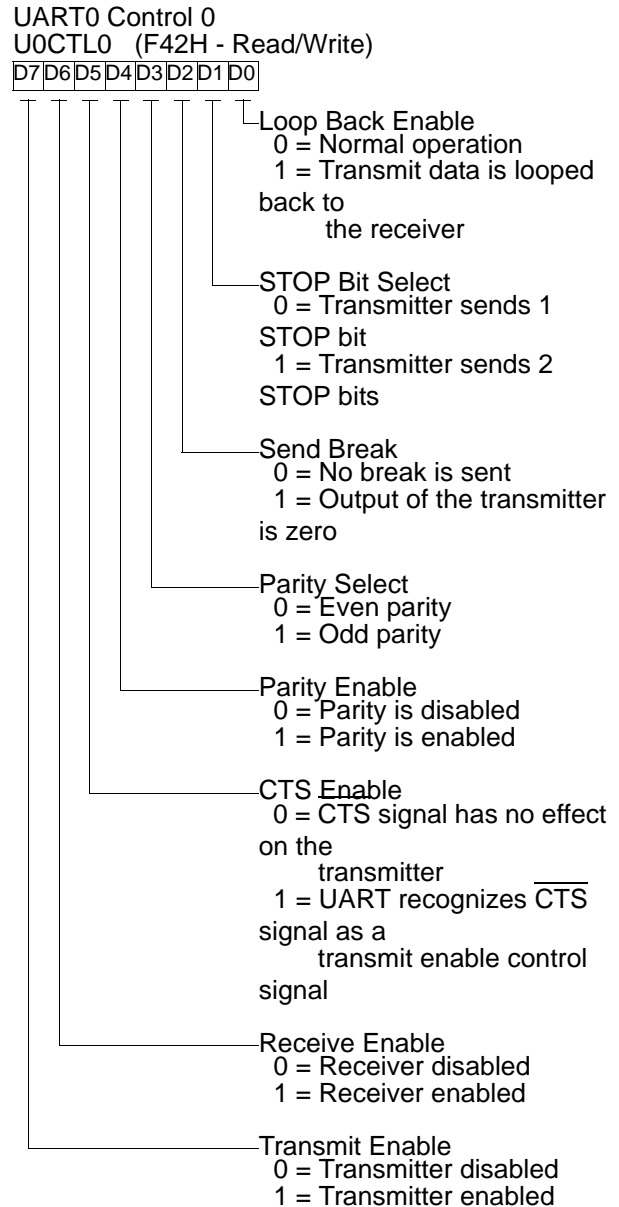 UART0 Control 0
U0CTL0 (F42H - Read/Write)
D7 D6 D5 D4 D3 D2 D1 D0
Loop Back Enable
0 = Normal operation
1 = Transmit data is looped
back to
the receiver
STOP Bit Select
0 = Transmitter sends 1
STOP bit
1 = Transmitter sends 2
STOP bits
Send Break
0 = No break is sent
1 = Output of the transmitter
is zero
Parity Select
0 = Even parity
1 = Odd parity
Parity Enable
0 = Parity is disabled
1 = Parity is enabled
CTS Enable
0 = C̅T̅S̅ signal has no effect
on the
transmitter
1 = UART recognizes C̅T̅S̅
signal as a
transmit enable control
signal
Receive Enable
0 = Receiver disabled
1 = Receiver enabled
Transmit Enable
0 = Transmitter disabled
1 = Transmitter enabled